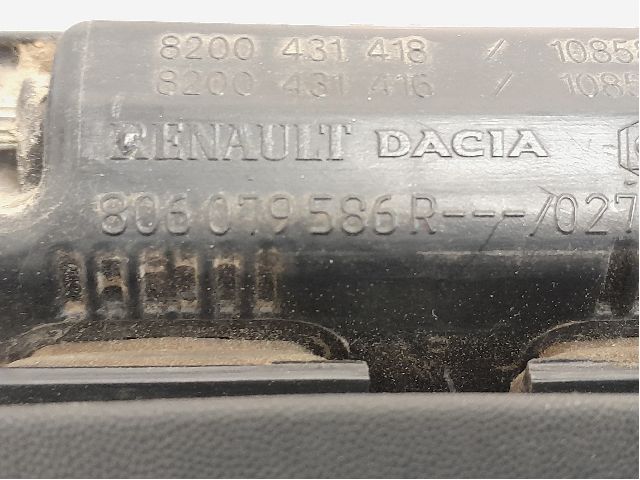 8200 431 418 / 1085
8200 431 416 / 1085
RENAULT DACIA
806079586R---/027